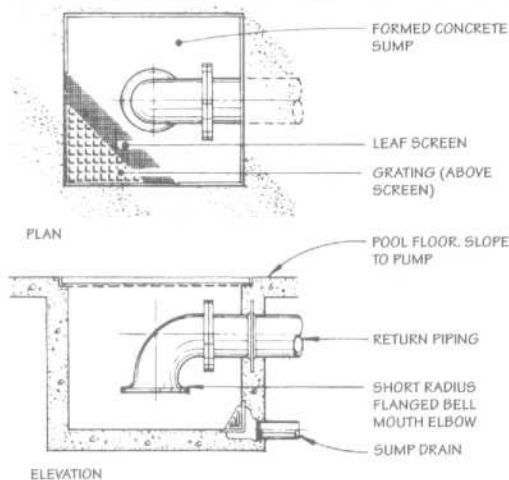 FORMED CONCRETE
SUMP
LEAF SCREEN
GRATING (ABOVE
SCREEN)
PLAN
POOL FLOOR. SLOPE
TO PUMP
RETURN PIPING
SHORT RADIUS
FLANGED BELL
MOUTH ELBOW
SUMP DRAIN
ELEVATION